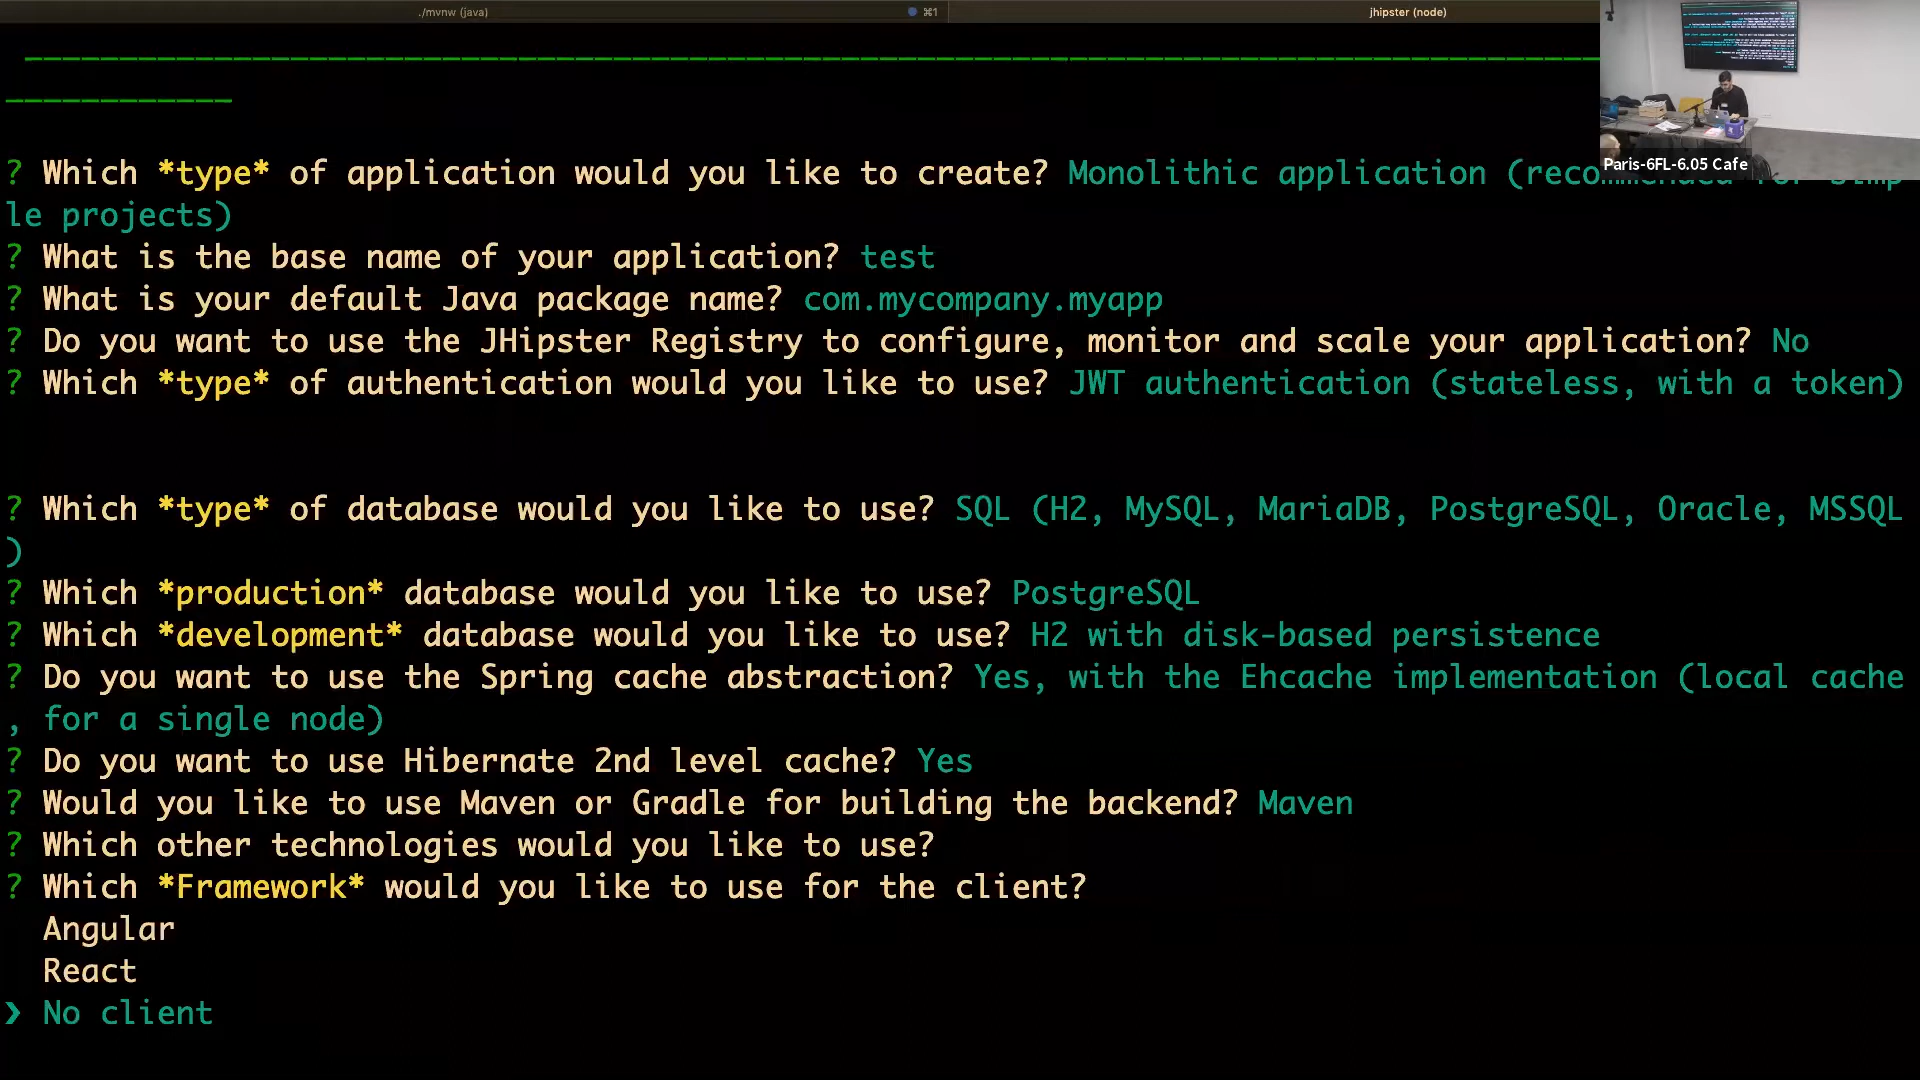 ./mvnw (java)
⌘1
jhipster (node)
? Which *type* of application would you like to create? Monolithic application (recommended for simp
le projects)
Paris-6FL-6.05 Cafe
? What is the base name of your application? test
? What is your default Java package name? com.mycompany.myapp
? Do you want to use the JHipster Registry to configure, monitor and scale your application? No
? Which *type* of authentication would you like to use? JWT authentication (stateless, with a token)
? Which *type* of database would you like to use? SQL (H2, MySQL, MariaDB, PostgreSQL, Oracle, MSSQL
)
? Which *production* database would you like to use? PostgreSQL
? Which *development* database would you like to use? H2 with disk-based persistence
? Do you want to use the Spring cache abstraction? Yes, with the Ehcache implementation (local cache
, for a single node)
? Do you want to use Hibernate 2nd level cache? Yes
? Would you like to use Maven or Gradle for building the backend? Maven
? Which other technologies would you like to use?
? Which *Framework* would you like to use for the client?
Angular
React
❯ No client